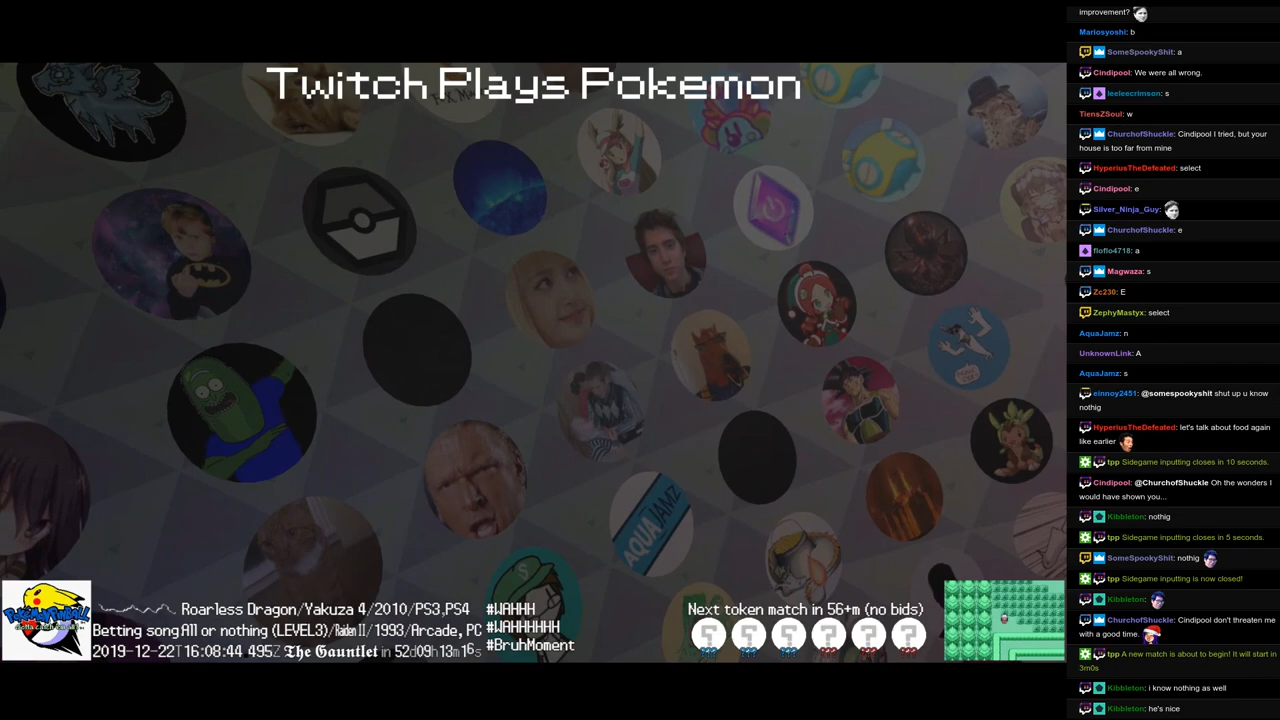 Twitch Plays Pokemon
AQUAJAMZ
Roarless Dragon/Yakuza 4/2010/PS3,PS4
Betting song All or nothing (LEVEL3)/Raiden II/1993/Arcade, PC
2019-12-22T16:08:44 495Z The Gauntlet in 52d09h13m16s
#WAHHH
#WAHHHHHH
#BruhMoment
Next token match in 56+m (no bids)
improvement?
Mariosyoshi: b
SomeSpookyShit: a
Cindipool: We were all wrong.
leeleecrimson: s
TiensZSoul: w
ChurchofShuckle: Cindipool I tried, but your
house is too far from mine
HyperiusTheDefeated: select
Cindipool: e
Silver_Ninja_Guy:
ChurchofShuckle: e
floflo4718: a
Magwaza: s
Zc230: E
ZephyMastyx: select
AquaJamz: n
UnknownLink: A
AquaJamz: s
einnoy2451: @somespookyshit shut up u know
nothig
HyperiusTheDefeated: let's talk about food again
like earlier
tpp Sidegame inputting closes in 10 seconds.
Cindipool: @ChurchofShuckle Oh the wonders I
would have shown you...
Kibbleton: nothig
tpp Sidegame inputting closes in 5 seconds.
SomeSpookyShit: nothig
tpp Sidegame inputting is now closed!
Kibbleton:
ChurchofShuckle: Cindipool don't threaten me
with a good time.
tpp A new match is about to begin! It will start in
3m0s
Kibbleton: i know nothing as well
Kibbleton: he's nice